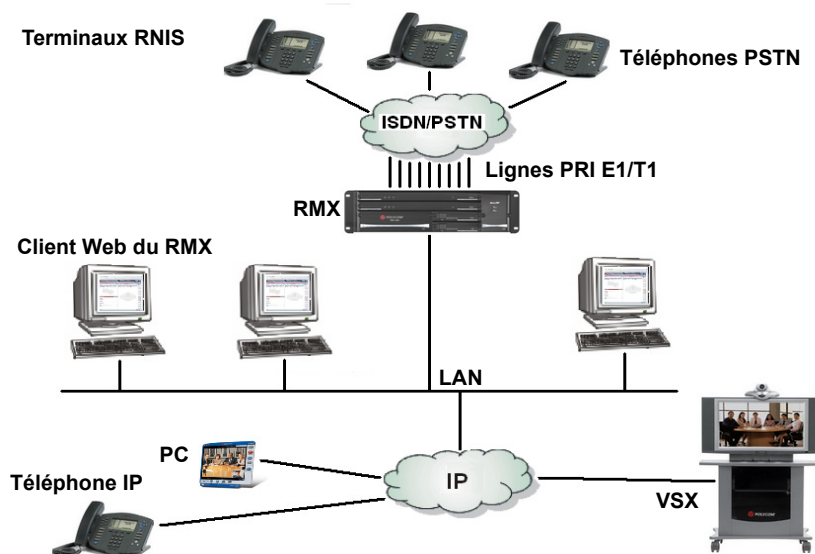 Terminaux RNIS
Téléphones PSTN
ISDN/PSTN
Lignes PRI E1/T1
RMX
Client Web du RMX
LAN
PC
IP
Téléphone IP
VSX
POLYCOM